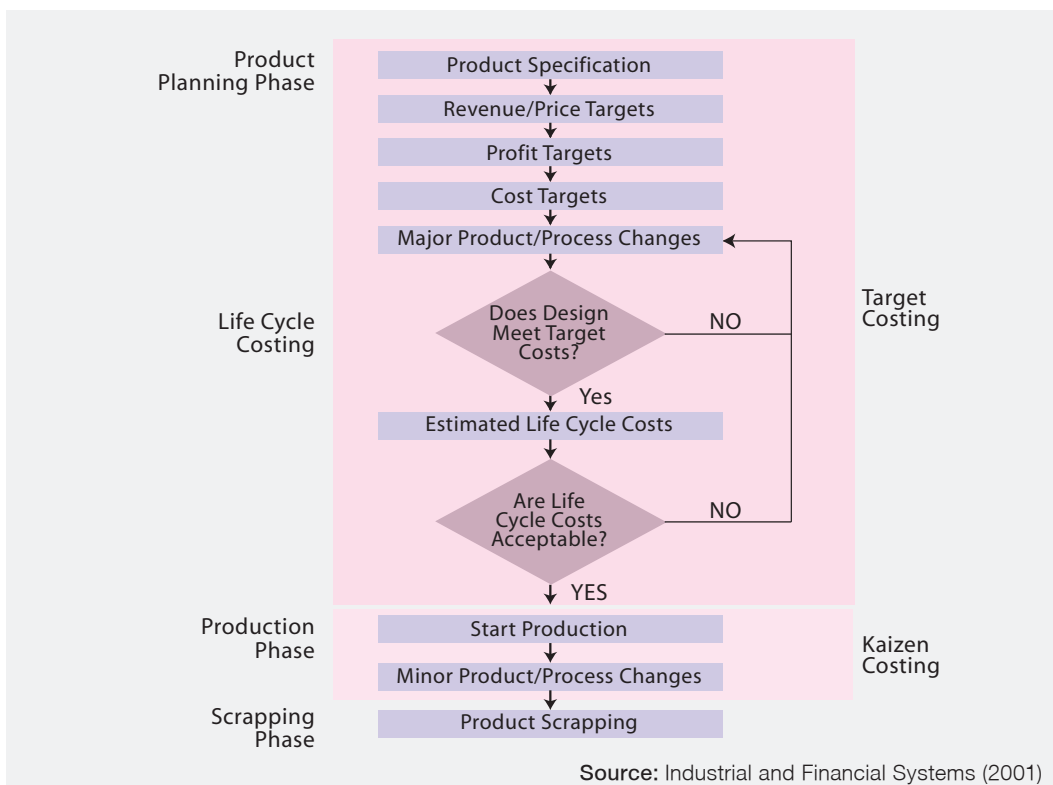 Product
Planning Phase
Product Specification
Revenue/Price Targets
Profit Targets
Cost Targets
Major Product/Process Changes
Life Cycle
Costing
Does Design
Meet Target
Costs?
NO
Target
Costing
Yes
Estimated Life Cycle Costs
Are Life
Cycle Costs
Acceptable?
NO
YES
Production
Phase
Start Production
Minor Product/Process Changes
Kaizen
Costing
Scrapping
Phase
Product Scrapping
Source: Industrial and Financial Systems (2001)